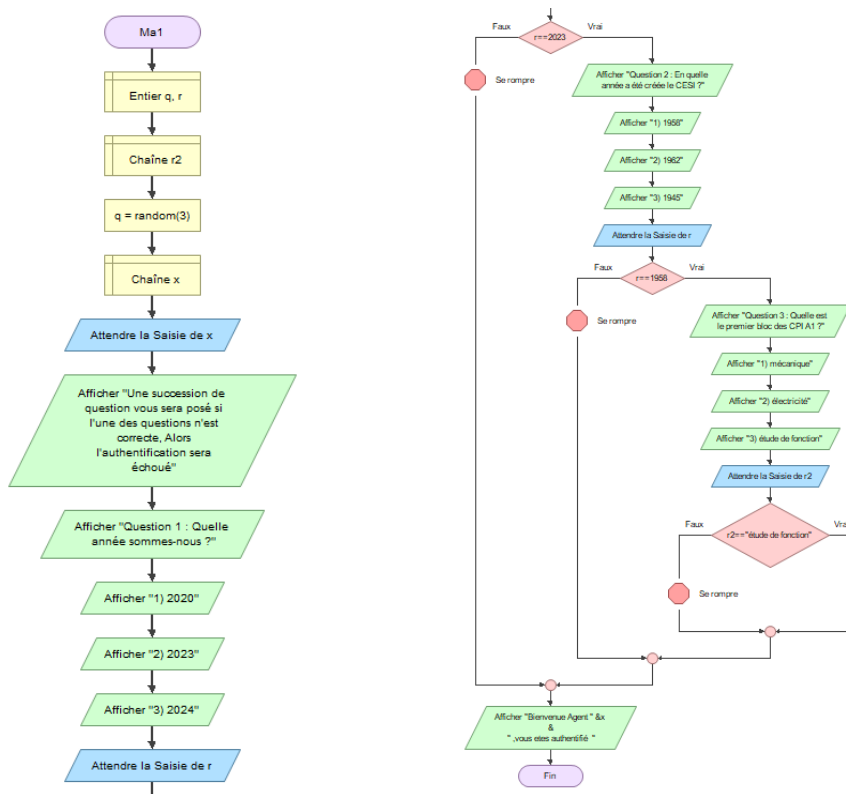 Ma1
Entier q, r
Chaîne r2
q = random(3)
Chaîne x
Attendre la Saisie de x
Afficher "Une succession de
question vous sera posé si
l'une des questions n'est
correcte, Alors
l'authentification sera
échoué"
Afficher "Question 1 : Quelle
année sommes-nous ?"
Afficher "1) 2020"
Afficher "2) 2023"
Afficher "3) 2024"
Attendre la Saisie de r
Faux
Vrai
r==2023
Se rompre
Afficher "Question 2 : En quelle
année a été créée le CESI ?"
Afficher "1) 1958"
Afficher "2) 1962"
Afficher "3) 1945"
Attendre la Saisie de r
Faux
Vrai
r==1958
Se rompre
Afficher "Question 3 : Quelle est
le premier bloc des CPI A1 ?"
Afficher "1) mécanique"
Afficher "2) électricité"
Afficher "3) étude de fonction"
Attendre la Saisie de r2
Faux
Vra
r2=="étude de fonction"
Se rompre
Afficher "Bienvenue Agent " &x
&
" ,vous etes authentifié "
Fin